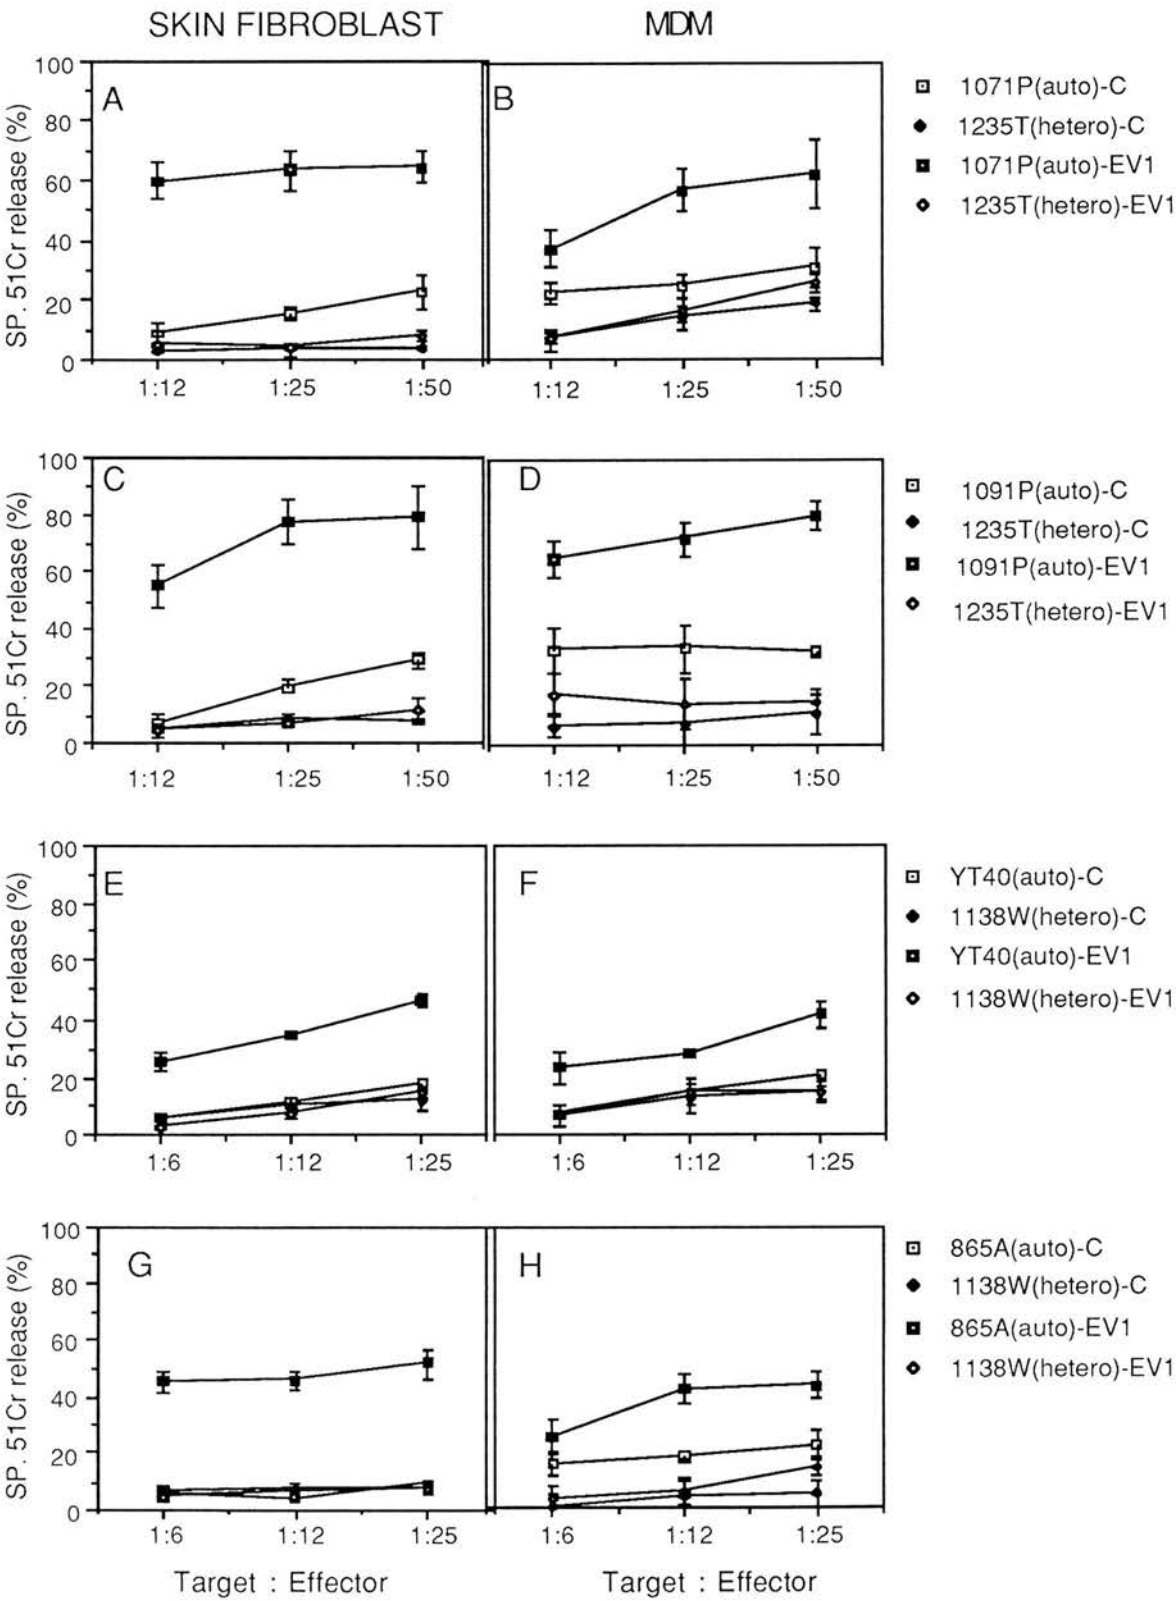 SKIN FIBROBLAST
MDM
A
B
SP. 51Cr release (%)
100
80
60
40
20
0
1:12
1:25
1:50
1:12
1:25
1:50
1071P(auto)-C
1235T(hetero)-C
1071P(auto)-EV1
1235T(hetero)-EV1
C
D
SP. 51Cr release (%)
100
80
60
40
20
0
1:12
1:25
1:50
1:12
1:25
1:50
1091P(auto)-C
1235T(hetero)-C
1091P(auto)-EV1
1235T(hetero)-EV1
E
F
SP. 51Cr release (%)
100
80
60
40
20
0
1:6
1:12
1:25
1:6
1:12
1:25
YT40(auto)-C
1138W(hetero)-C
YT40(auto)-EV1
1138W(hetero)-EV1
G
H
SP. 51Cr release (%)
100
80
60
40
20
0
1:6
1:12
1:25
1:6
1:12
1:25
865A(auto)-C
1138W(hetero)-C
865A(auto)-EV1
1138W(hetero)-EV1
Target : Effector
Target : Effector